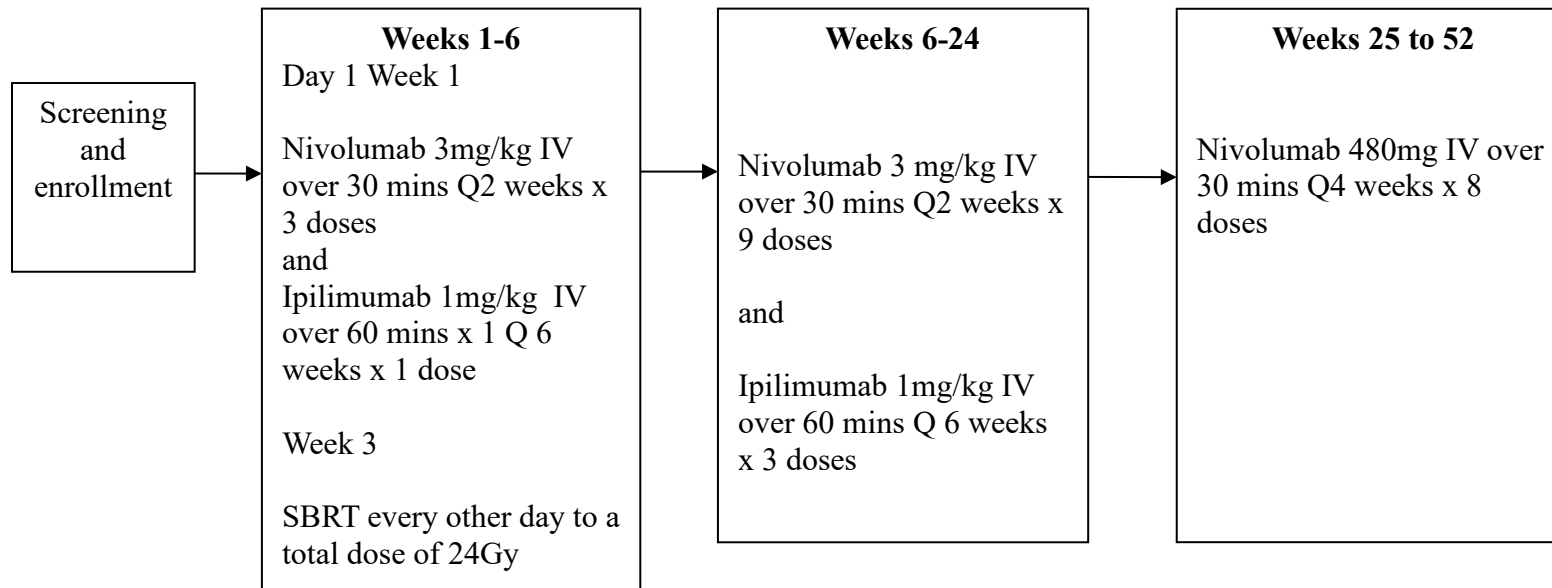 Screening
and
enrollment
Weeks 1-6
Day 1 Week 1
Nivolumab 3mg/kg IV
over 30 mins Q2 weeks x
3 doses
and
Ipilimumab 1mg/kg  IV
over 60 mins x 1 Q 6
weeks x 1 dose
Week 3
SBRT every other day to a
total dose of 24Gy
Weeks 6-24
Nivolumab 3 mg/kg IV
over 30 mins Q2 weeks x
9 doses
and
Ipilimumab 1mg/kg IV
over 60 mins Q 6 weeks
x 3 doses
Weeks 25 to 52
Nivolumab 480mg IV over
30 mins Q4 weeks x 8
doses